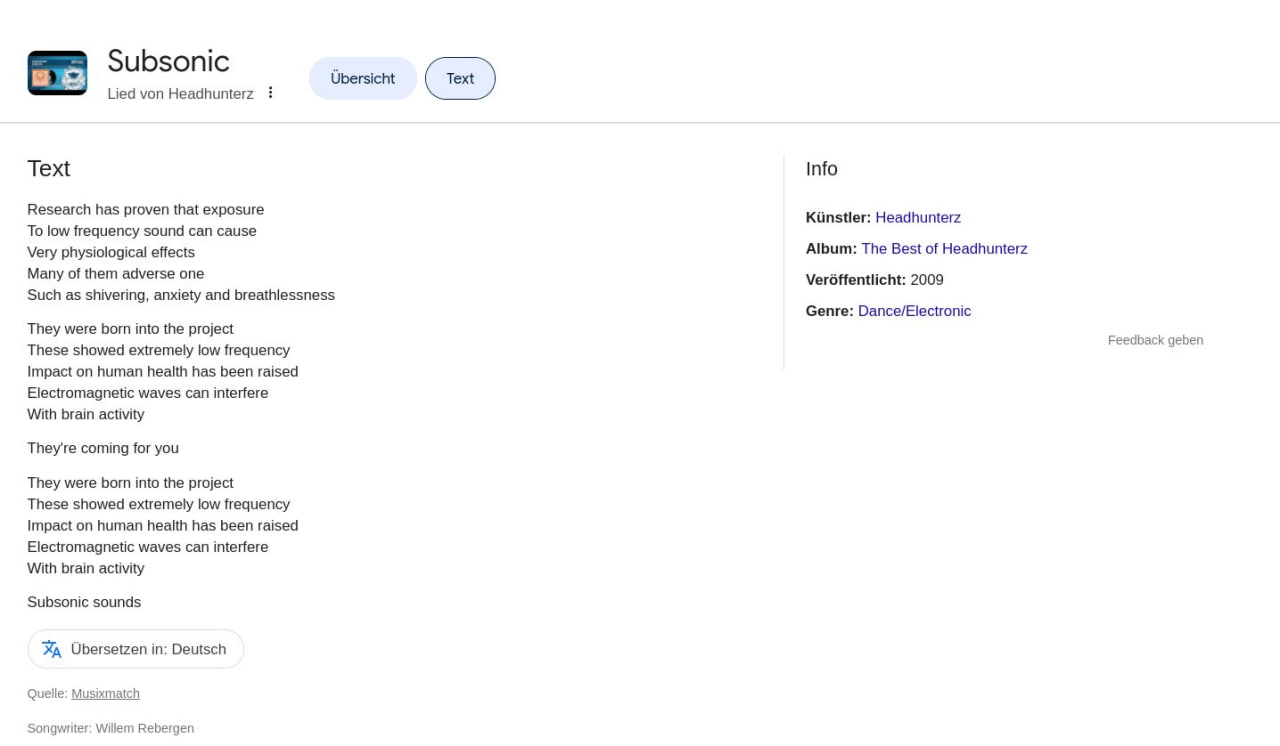 Subsonic
Lied von Headhunterz
Übersicht
Text
Text
Research has proven that exposure
To low frequency sound can cause
Very physiological effects
Many of them adverse one
Such as shivering, anxiety and breathlessness
They were born into the project
These showed extremely low frequency
Impact on human health has been raised
Electromagnetic waves can interfere
With brain activity
They're coming for you
They were born into the project
These showed extremely low frequency
Impact on human health has been raised
Electromagnetic waves can interfere
With brain activity
Subsonic sounds
Übersetzen in: Deutsch
Quelle: Musixmatch
Songwriter: Willem Rebergen
Info
Künstler: Headhunterz
Album: The Best of Headhunterz
Veröffentlicht: 2009
Genre: Dance/Electronic
Feedback geben